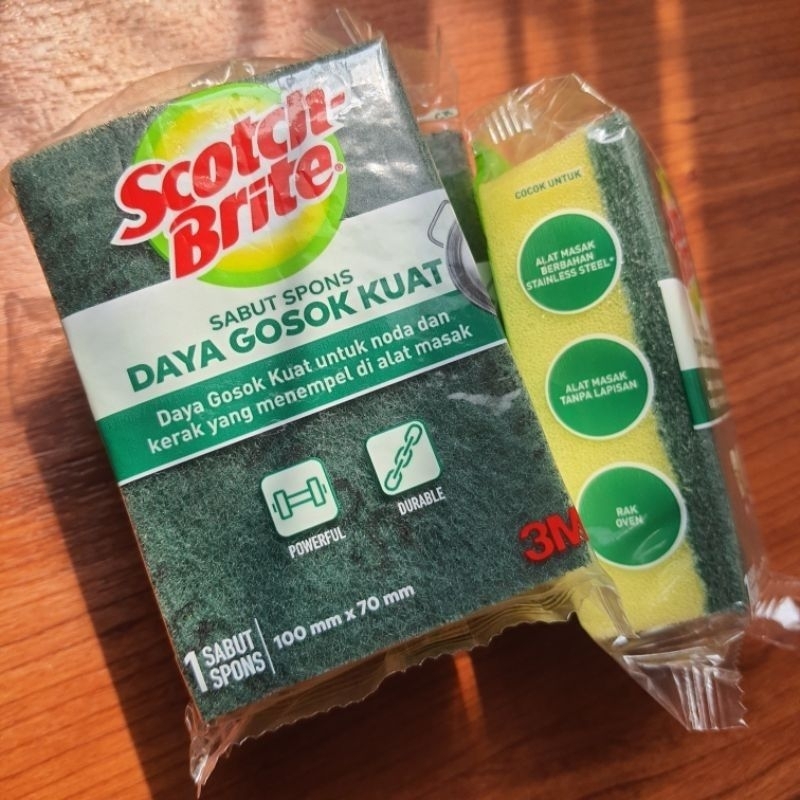 Scotch-
Brite
SABUT SPONS
DAYA GOSOK KUAT
Daya Gosok Kuat untuk noda dan
kerak yang menempel di alat masak
POWERFUL
DURABLE
3M
1 SABUT
SPONS
100 mm x 70 mm
COCOK UNTUK
ALAT MASAK
BERBAHAN
STAINLESS STEEL*
ALAT MASAK
TANPA LAPISAN
RAK
OVEN